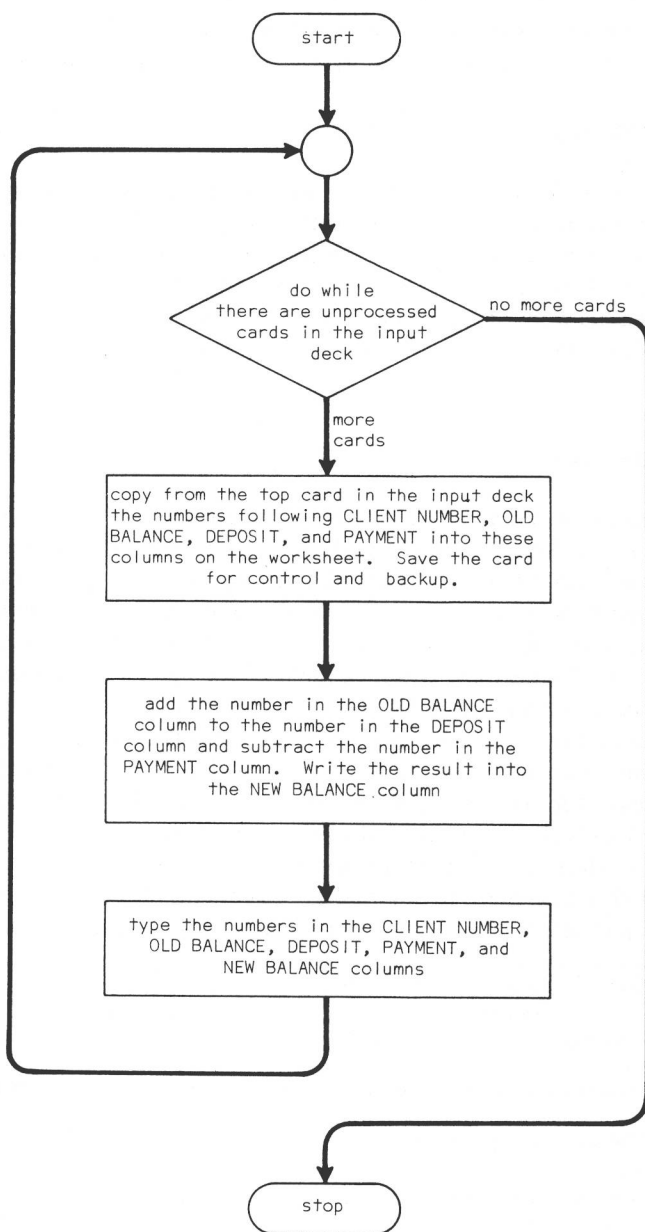 start
do while
there are unprocessed
cards in the input
deck
no more cards
more
cards
copy from the top card in the input deck
the numbers following CLIENT NUMBER, OLD
BALANCE, DEPOSIT, and PAYMENT into these
columns on the worksheet. Save the card
for control and backup.
add the number in the OLD BALANCE
column to the number in the DEPOSIT
column and subtract the number in the
PAYMENT column. Write the result into
the NEW BALANCE column
type the numbers in the CLIENT NUMBER,
OLD BALANCE, DEPOSIT, PAYMENT, and
NEW BALANCE columns
stop